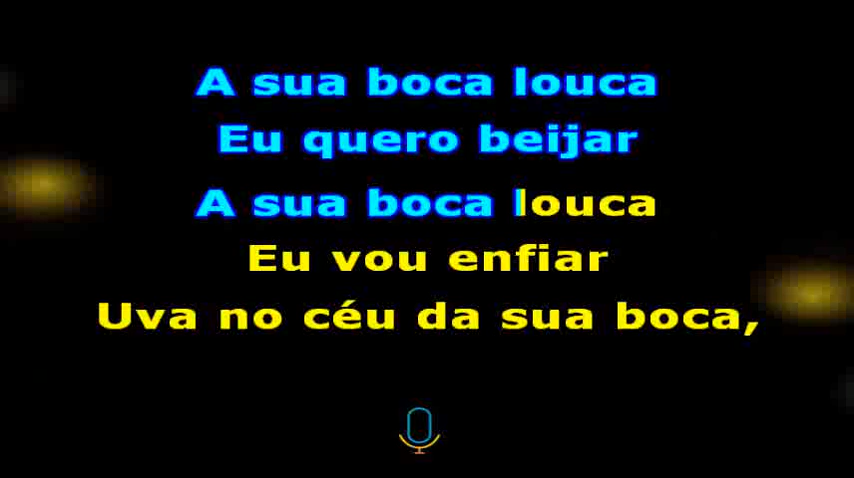 A sua boca louca
Eu quero beijar
A sua boca louca
Eu vou enfiar
Uva no céu da sua boca,